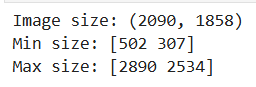 Image size: (2090, 1858)
Min size: [502 307]
Max size: [2890 2534]